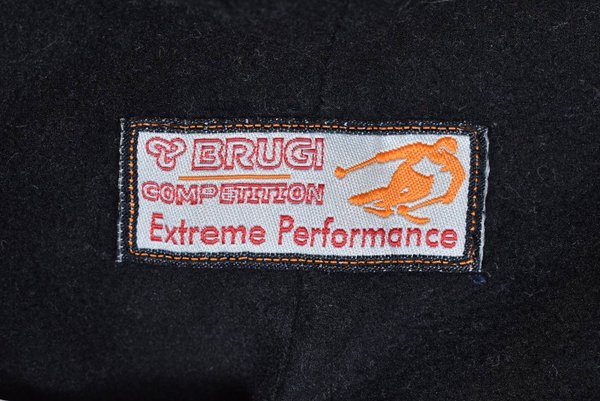 BRUGI
COMPETITION
Extreme Performance